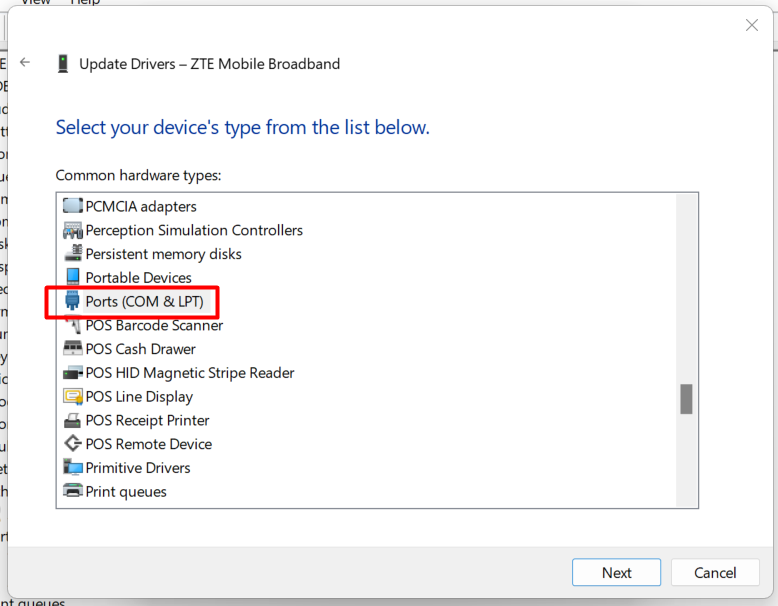 View Help
Update Drivers – ZTE Mobile Broadband
Select your device's type from the list below.
Common hardware types:
PCMCIA adapters
Perception Simulation Controllers
Persistent memory disks
Portable Devices
Ports (COM & LPT)
POS Barcode Scanner
POS Cash Drawer
POS HID Magnetic Stripe Reader
POS Line Display
POS Receipt Printer
POS Remote Device
Primitive Drivers
Print queues
Next Cancel
queues